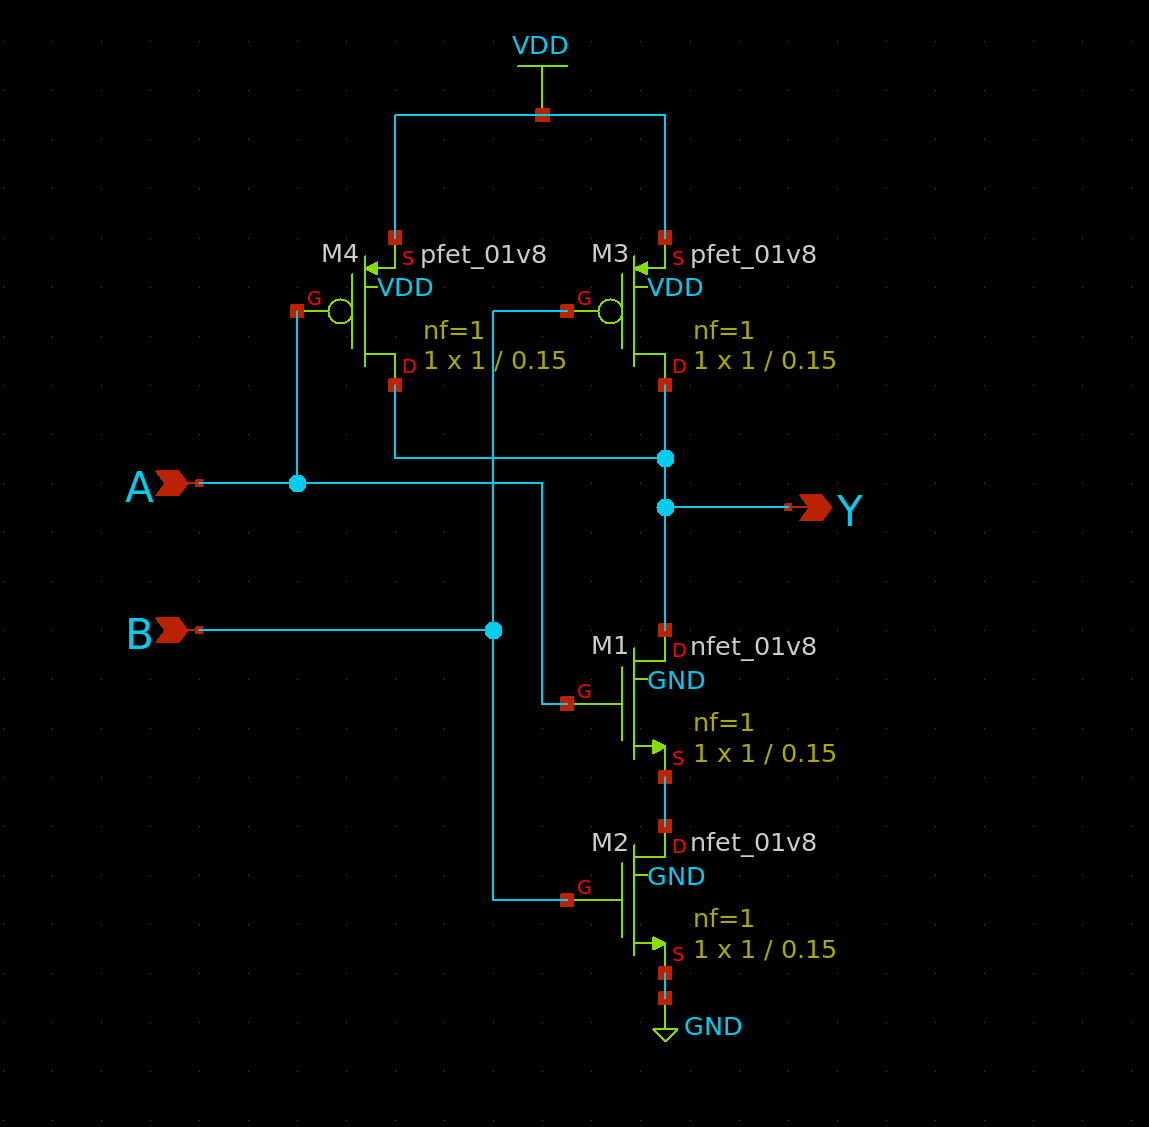 VDD
M4
S
pfet_01v8
VDD
G
nf=1
1 x 1 / 0.15
D
M3
S
pfet_01v8
VDD
G
nf=1
1 x 1 / 0.15
D
A
Y
B
M1
D
nfet_01v8
GND
G
nf=1
1 x 1 / 0.15
S
M2
D
nfet_01v8
GND
G
nf=1
1 x 1 / 0.15
S
GND